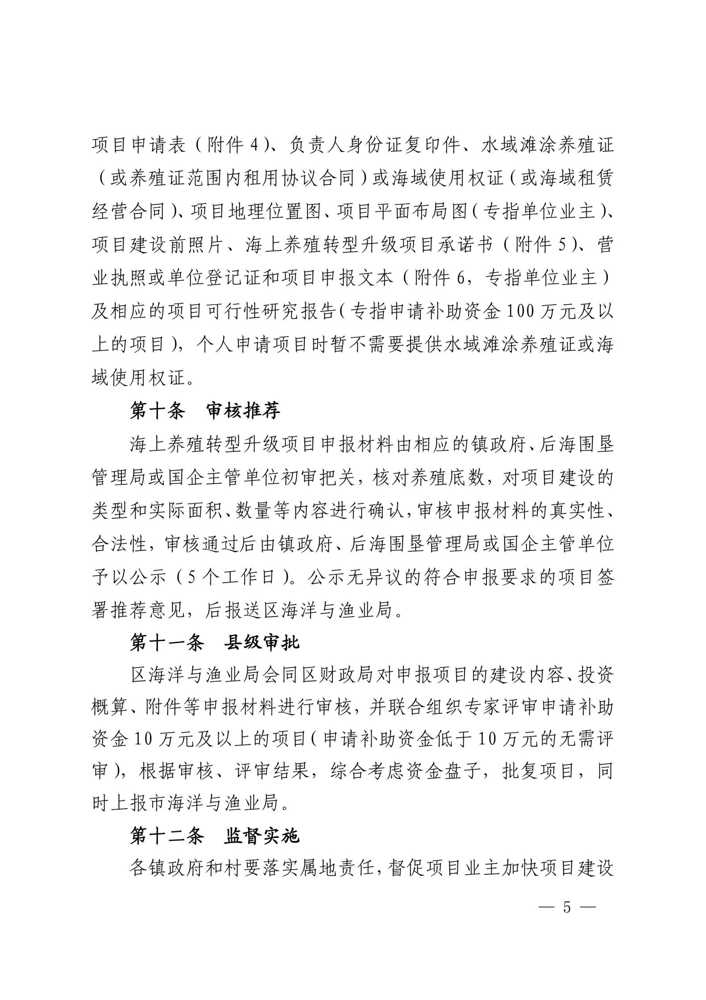 项目申请表（附件 4）、负责人身份证复印件、水域滩涂养殖证
（或养殖证范围内租用协议合同）或海域使用权证（或海域租赁
经营合同）、项目地理位置图、项目平面布局图（专指单位业主）、
项目建设前照片、海上养殖转型升级项目承诺书（附件 5）、营
业执照或单位登记证和项目申报文本（附件 6，专指单位业主）
及相应的项目可行性研究报告（专指申请补助资金 100 万元及以
上的项目），个人申请项目时暂不需要提供水域滩涂养殖证或海
域使用权证。
第十条　审核推荐
海上养殖转型升级项目申报材料由相应的镇政府、后海围垦
管理局或国企主管单位初审把关，核对养殖底数，对项目建设的
类型和实际面积、数量等内容进行确认，审核申报材料的真实性、
合法性，审核通过后由镇政府、后海围垦管理局或国企主管单位
予以公示（5 个工作日）。公示无异议的符合申报要求的项目签
署推荐意见，后报送区海洋与渔业局。
第十一条　县级审批
区海洋与渔业局会同区财政局对申报项目的建设内容、投资
概算、附件等申报材料进行审核，并联合组织专家评审申请补助
资金 10 万元及以上的项目（申请补助资金低于 10 万元的无需评
审），根据审核、评审结果，综合考虑资金盘子，批复项目，同
时上报市海洋与渔业局。
第十二条　监督实施
各镇政府和村要落实属地责任，督促项目业主加快项目建设
— 5 —